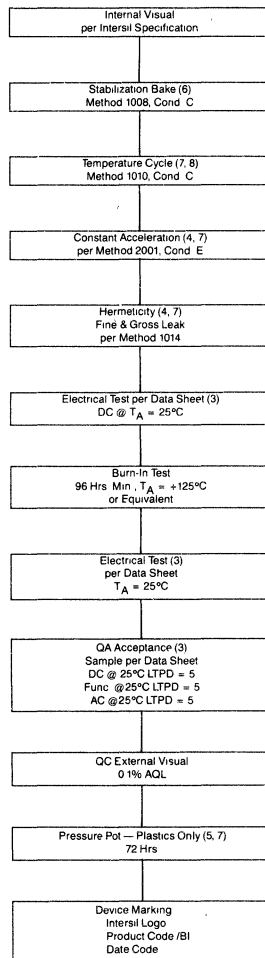 Internal Visual
per Intersil Specification
Stabilization Bake (6)
Method 1008, Cond C
Temperature Cycle (7, 8)
Method 1010, Cond C
Constant Acceleration (4, 7)
per Method 2001, Cond E
Hermeticity (4, 7)
Fine & Gross Leak
per Method 1014
Electrical Test per Data Sheet (3)
DC @ TA = 25°C
Burn-In Test
96 Hrs Min , TA = +125°C
or Equivalent
Electrical Test (3)
per Data Sheet
TA = 25°C
QA Acceptance (3)
Sample per Data Sheet
DC @ 25°C LTPD = 5
Func @25°C LTPD = 5
AC @25°C LTPD = 5
QC External Visual
0 1% AQL
Pressure Pot — Plastics Only (5, 7)
72 Hrs
Device Marking
Intersil Logo
Product Code /BI
Date Code